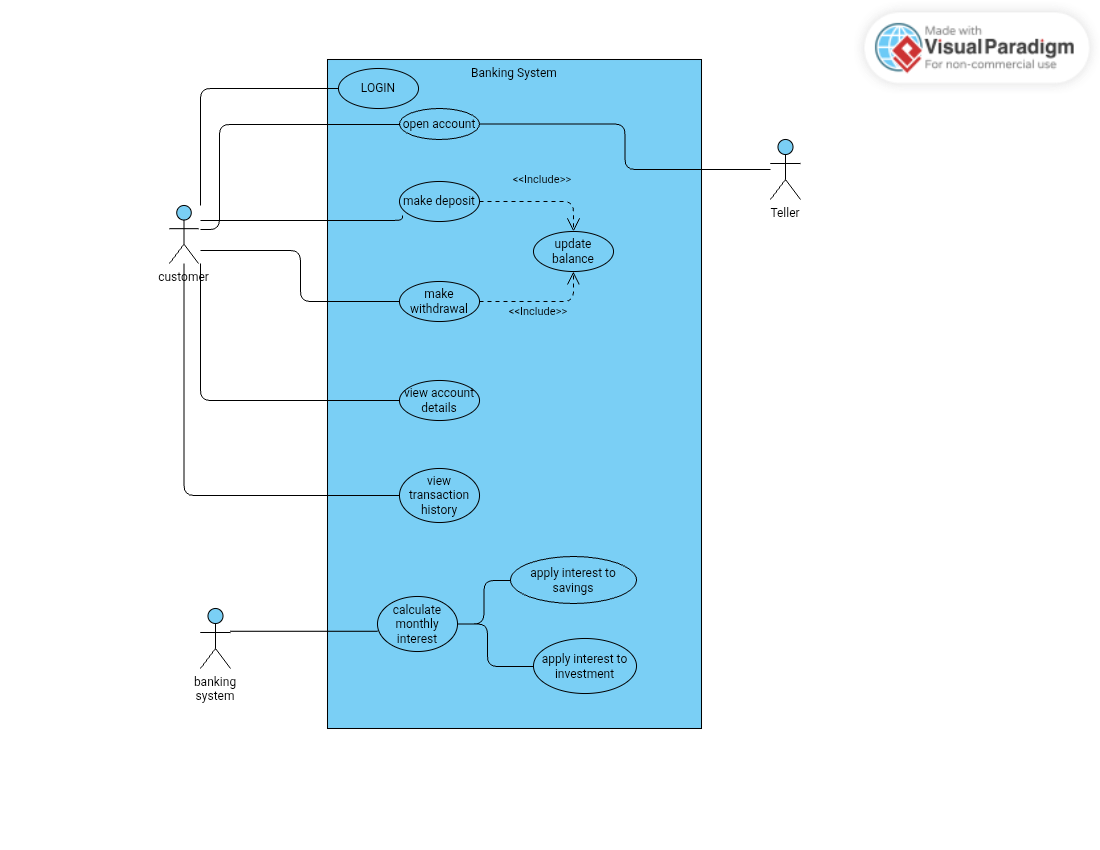 Made with
Visual Paradigm
For non-commercial use
Banking System
LOGIN
open account
Teller
<<Include>>
make deposit
customer
update
balance
make
withdrawal
<<Include>>
view account
details
view
transaction
history
apply interest to
savings
calculate
monthly
interest
apply interest to
investment
banking
system